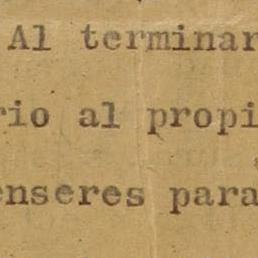 Al terminar
rio al propi
enseres para